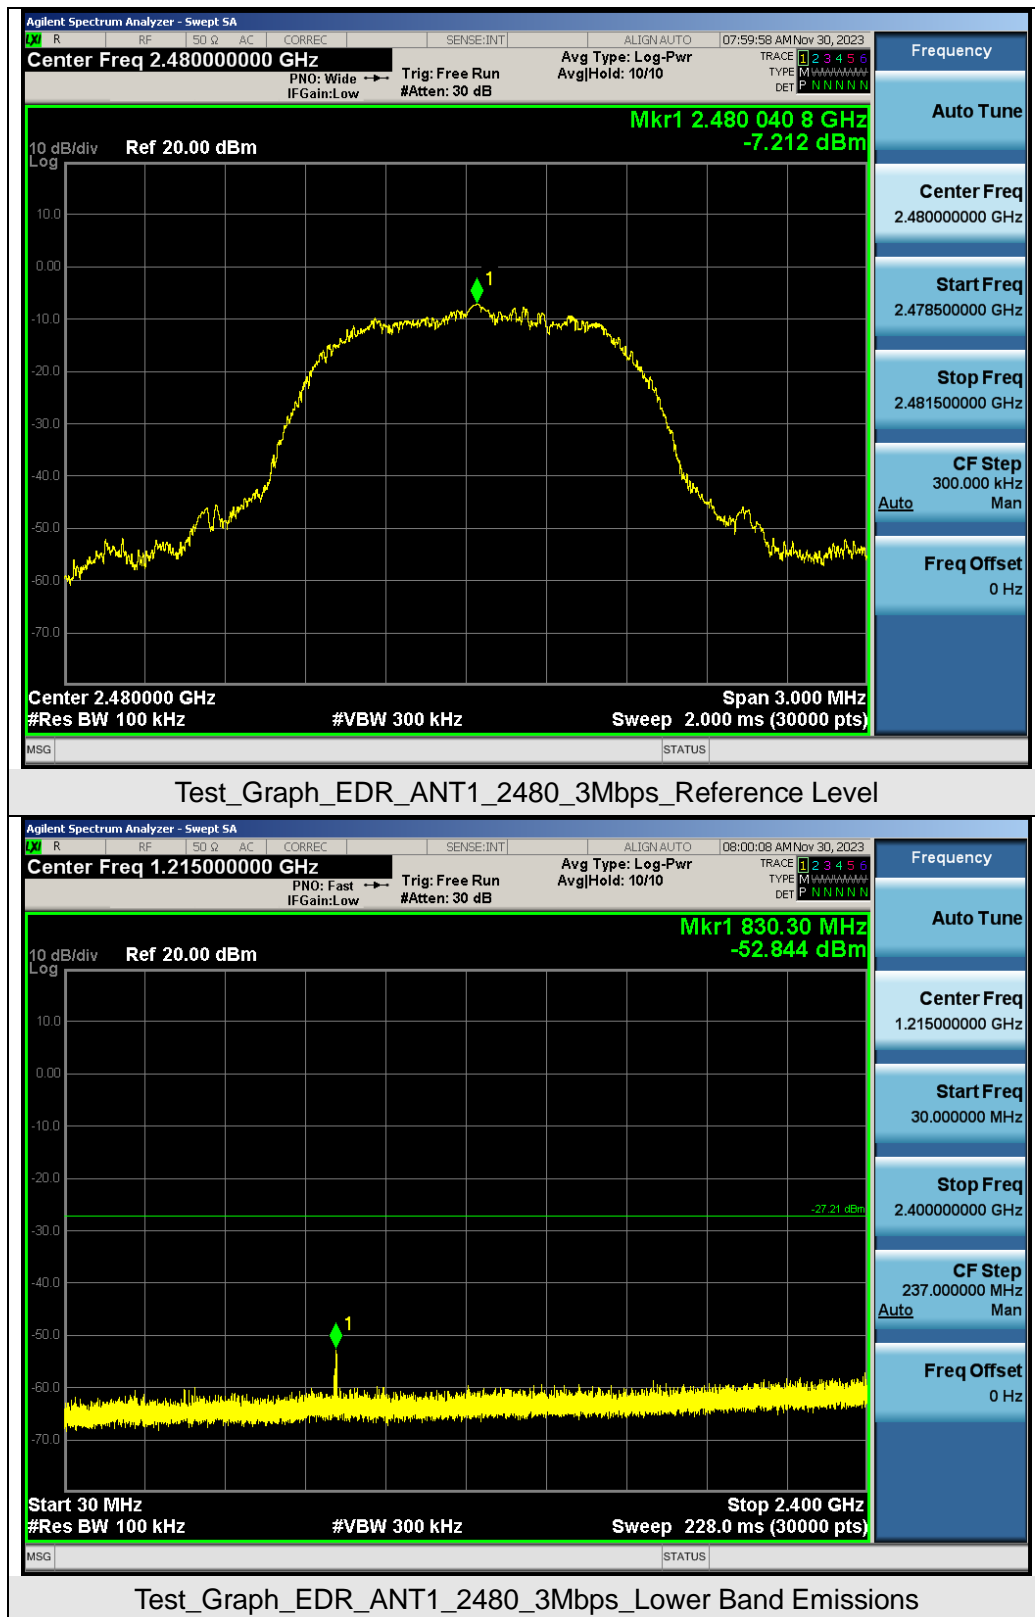 Agilent Spectrum Analyzer - Swept SA
LXI R RF 50 Ω AC CORREC SENSE:INT ALIGN AUTO 07:59:58 AM Nov 30, 2023
Center Freq 2.480000000 GHz
PNO: Wide
IFGain:Low
Trig: Free Run
#Atten: 30 dB
Avg Type: Log-Pwr
Avg|Hold: 10/10
TRACE 1 2 3 4 5 6
TYPE M WWWWW
DET P N N N N N
Mkr1 2.480 040 8 GHz
-7.212 dBm
10 dB/div Ref 20.00 dBm
Log
10.0
0.00
-10.0
-20.0
-30.0
-40.0
-50.0
-60.0
-70.0
1
Center 2.480000 GHz Span 3.000 MHz
#Res BW 100 kHz #VBW 300 kHz Sweep 2.000 ms (30000 pts)
MSG STATUS
Frequency
Auto Tune
Center Freq
2.480000000 GHz
Start Freq
2.478500000 GHz
Stop Freq
2.481500000 GHz
CF Step
300.000 kHz
Auto Man
Freq Offset
0 Hz
Test_Graph_EDR_ANT1_2480_3Mbps_Reference Level
Agilent Spectrum Analyzer - Swept SA
LXI R RF 50 Ω AC CORREC SENSE:INT ALIGN AUTO 08:00:08 AM Nov 30, 2023
Center Freq 1.215000000 GHz
PNO: Fast
IFGain:Low
Trig: Free Run
#Atten: 30 dB
Avg Type: Log-Pwr
Avg|Hold: 10/10
TRACE 1 2 3 4 5 6
TYPE M WWWWW
DET P N N N N N
Mkr1 830.30 MHz
-52.844 dBm
10 dB/div Ref 20.00 dBm
Log
10.0
0.00
-10.0
-20.0
-30.0
-40.0
-50.0
-60.0
-70.0
-27.21 dBm
1
Start 30 MHz Stop 2.400 GHz
#Res BW 100 kHz #VBW 300 kHz Sweep 228.0 ms (30000 pts)
MSG STATUS
Frequency
Auto Tune
Center Freq
1.215000000 GHz
Start Freq
30.000000 MHz
Stop Freq
2.400000000 GHz
CF Step
237.000000 MHz
Auto Man
Freq Offset
0 Hz
Test_Graph_EDR_ANT1_2480_3Mbps_Lower Band Emissions